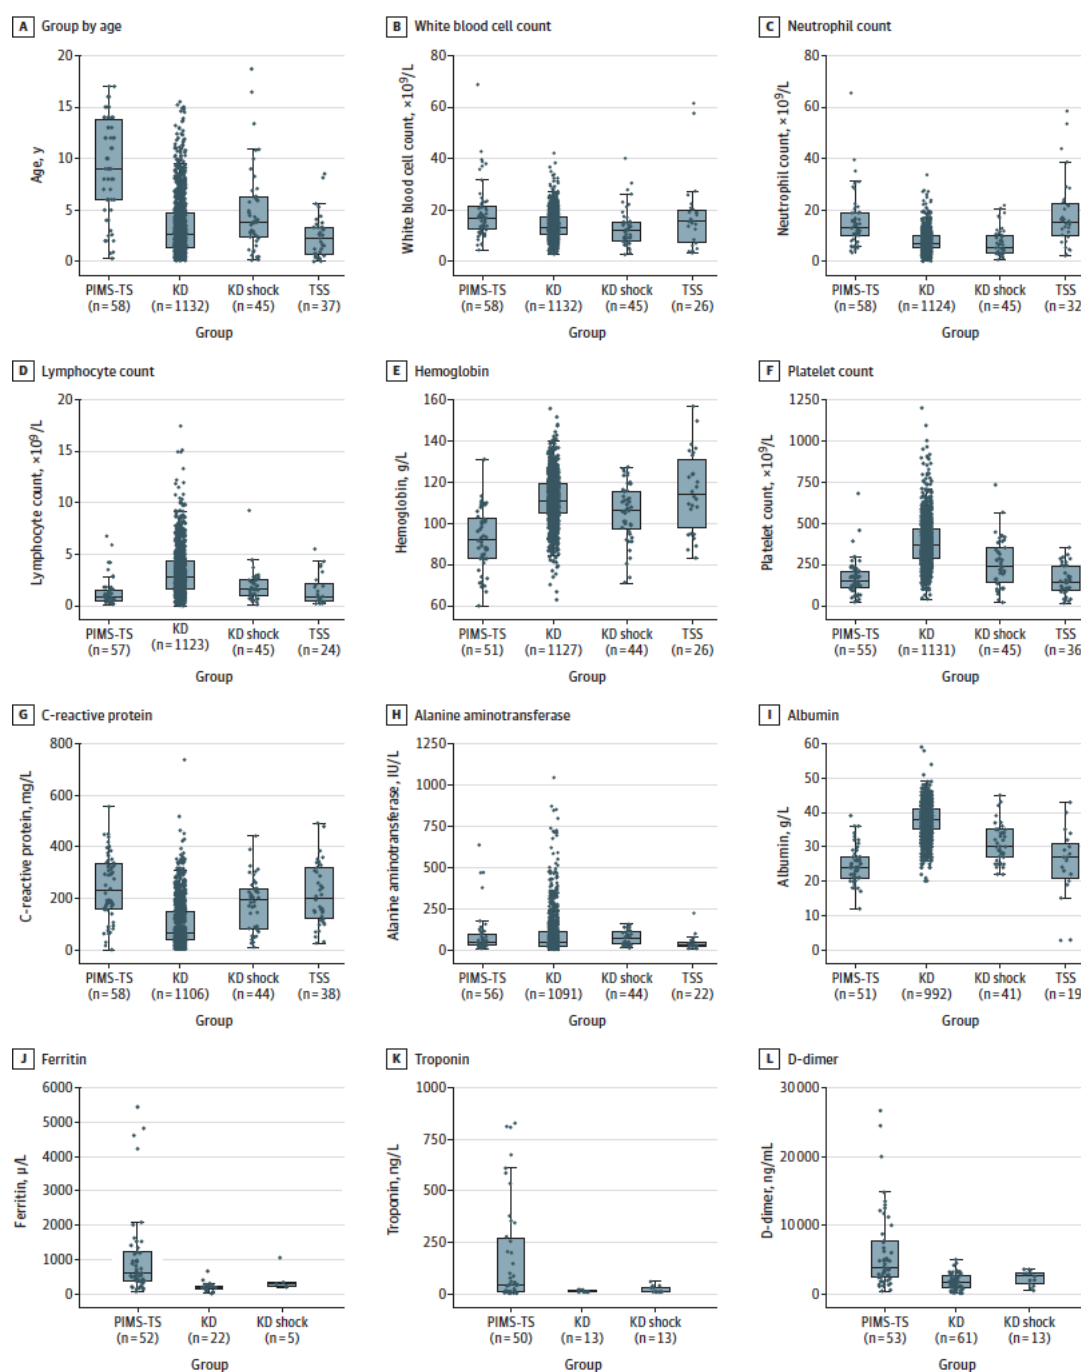 A Group by age
20
15
10
5
0
Age, y
PIMS-TS KD KD shock TSS
(n=58) (n=1132) (n=45) (n=37)
Group
B White blood cell count
80
60
40
20
0
White blood cell count, ×10⁹/L
PIMS-TS KD KD shock TSS
(n=58) (n=1132) (n=45) (n=26)
Group
C Neutrophil count
80
60
40
20
0
Neutrophil count, ×10⁹/L
PIMS-TS KD KD shock TSS
(n=58) (n=1124) (n=45) (n=32
Group
D Lymphocyte count
20
15
10
5
0
Lymphocyte count, ×10⁹/L
PIMS-TS KD KD shock TSS
(n=57) (n=1123) (n=45) (n=24)
Group
E Hemoglobin
160
140
120
100
80
60
Hemoglobin, g/L
PIMS-TS KD KD shock TSS
(n=51) (n=1127) (n=44) (n=26)
Group
F Platelet count
1250
1000
750
500
250
0
Platelet count, ×10⁹/L
PIMS-TS KD KD shock TSS
(n=55) (n=1131) (n=45) (n=36
Group
G C-reactive protein
800
600
400
200
0
C-reactive protein, mg/L
PIMS-TS KD KD shock TSS
(n=58) (n=1106) (n=44) (n=38)
Group
H Alanine aminotransferase
1250
1000
750
500
250
0
Alanine aminotransferase, IU/L
PIMS-TS KD KD shock TSS
(n=56) (n=1091) (n=44) (n=22)
Group
I Albumin
60
50
40
30
20
10
0
Albumin, g/L
PIMS-TS KD KD shock TSS
(n=51) (n=992) (n=41) (n=19
Group
J Ferritin
6000
5000
4000
3000
2000
1000
0
Ferritin, µ/L
PIMS-TS KD KD shock
(n=52) (n=22) (n=5)
Group
K Troponin
1000
750
500
250
0
Troponin, ng/L
PIMS-TS KD KD shock
(n=50) (n=13) (n=13)
Group
L D-dimer
30 000
20 000
10 000
0
D-dimer, ng/mL
PIMS-TS KD KD shock
(n=53) (n=61) (n=13)
Group